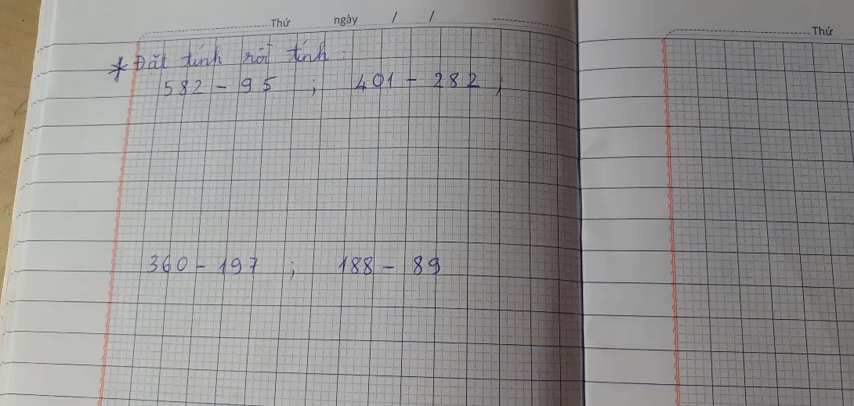 Thứ ngày / /
Thứ
* Đặt tính rồi tính:
582 - 95 ; 401 - 282 ;
360 - 197 ; 188 - 89